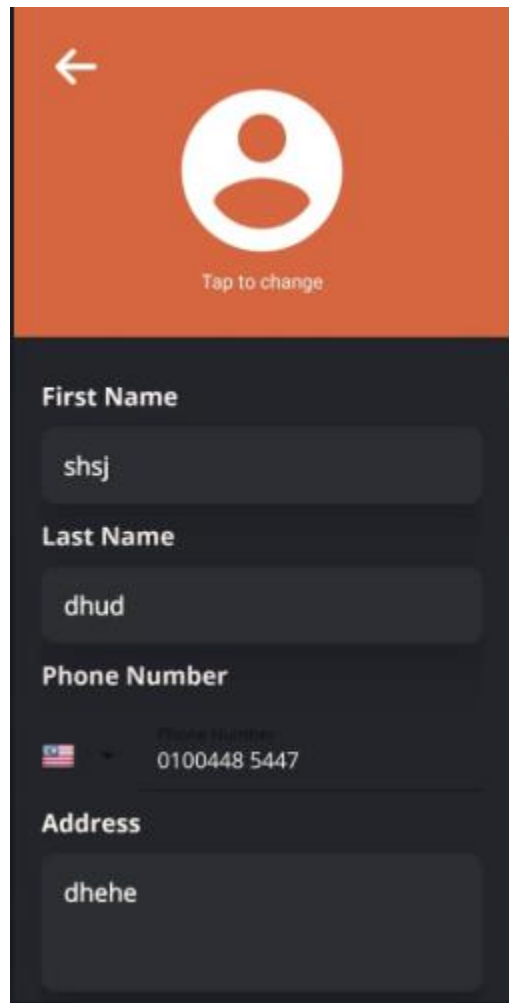 Tap to change
First Name
shsj
Last Name
dhud
Phone Number
Phone Number
0100448 5447
Address
dhehe